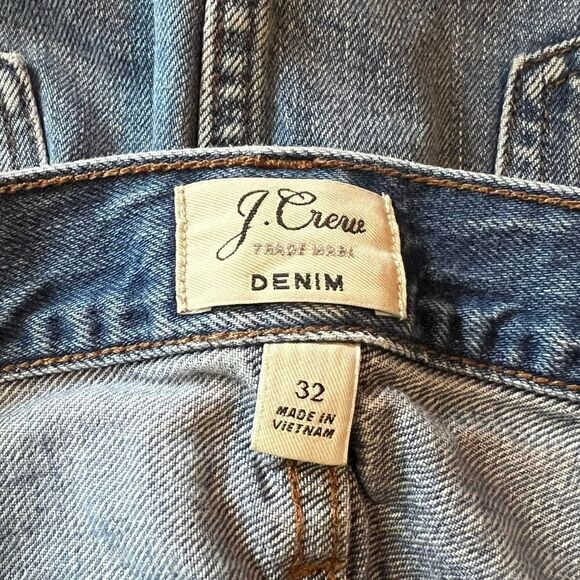 J.Crew
TRADE MARK
DENIM
32
MADE IN
VIETNAM